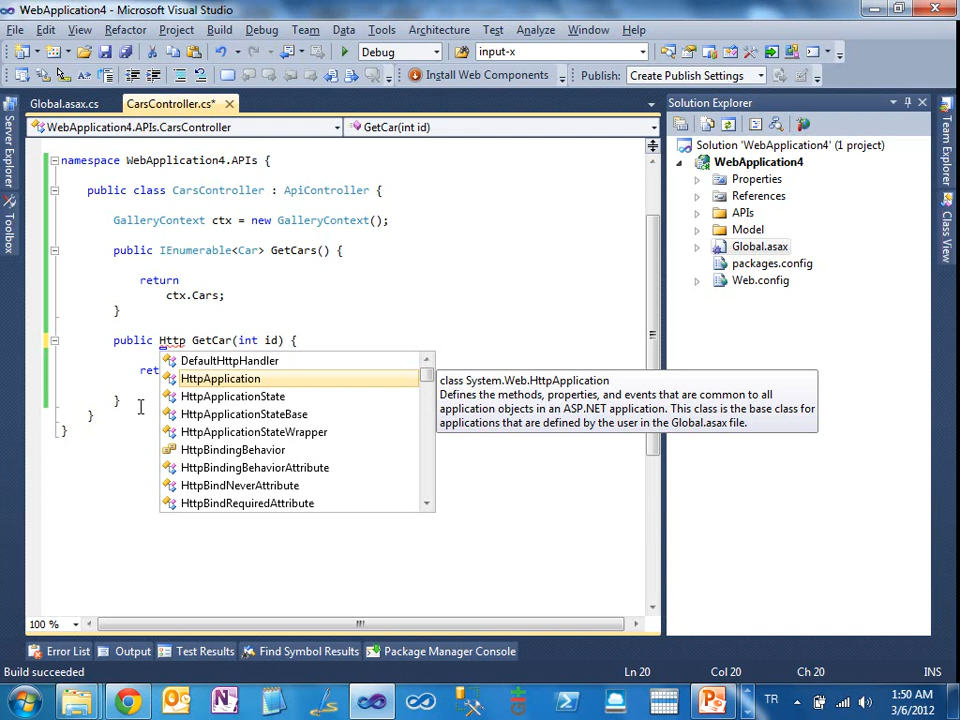 WebApplication4 - Microsoft Visual Studio
File Edit View Refactor Project Build Debug Team Data Tools Architecture Test Analyze Window Help
Debug input-x
Install Web Components Publish: Create Publish Settings
Global.asax.cs CarsController.cs*
WebApplication4.APIs.CarsController GetCar(int id)
namespace WebApplication4.APIs {
public class CarsController : ApiController {
GalleryContext ctx = new GalleryContext();
public IEnumerable<Car> GetCars() {
return
ctx.Cars;
}
public Http GetCar(int id) {
ret
}
}
}
DefaultHttpHandler
HttpApplication
HttpApplicationState
HttpApplicationStateBase
HttpApplicationStateWrapper
HttpBindingBehavior
HttpBindingBehaviorAttribute
HttpBindNeverAttribute
HttpBindRequiredAttribute
class System.Web.HttpApplication
Defines the methods, properties, and events that are common to all
application objects in an ASP.NET application. This class is the base class for
applications that are defined by the user in the Global.asax file.
100 %
Server Explorer
Toolbox
Solution Explorer
Solution 'WebApplication4' (1 project)
WebApplication4
Properties
References
APIs
Model
Global.asax
packages.config
Web.config
Team Explorer
Class View
Error List Output Test Results Find Symbol Results Package Manager Console
Build succeeded Ln 20 Col 20 Ch 20 INS
TR 1:50 AM
3/6/2012